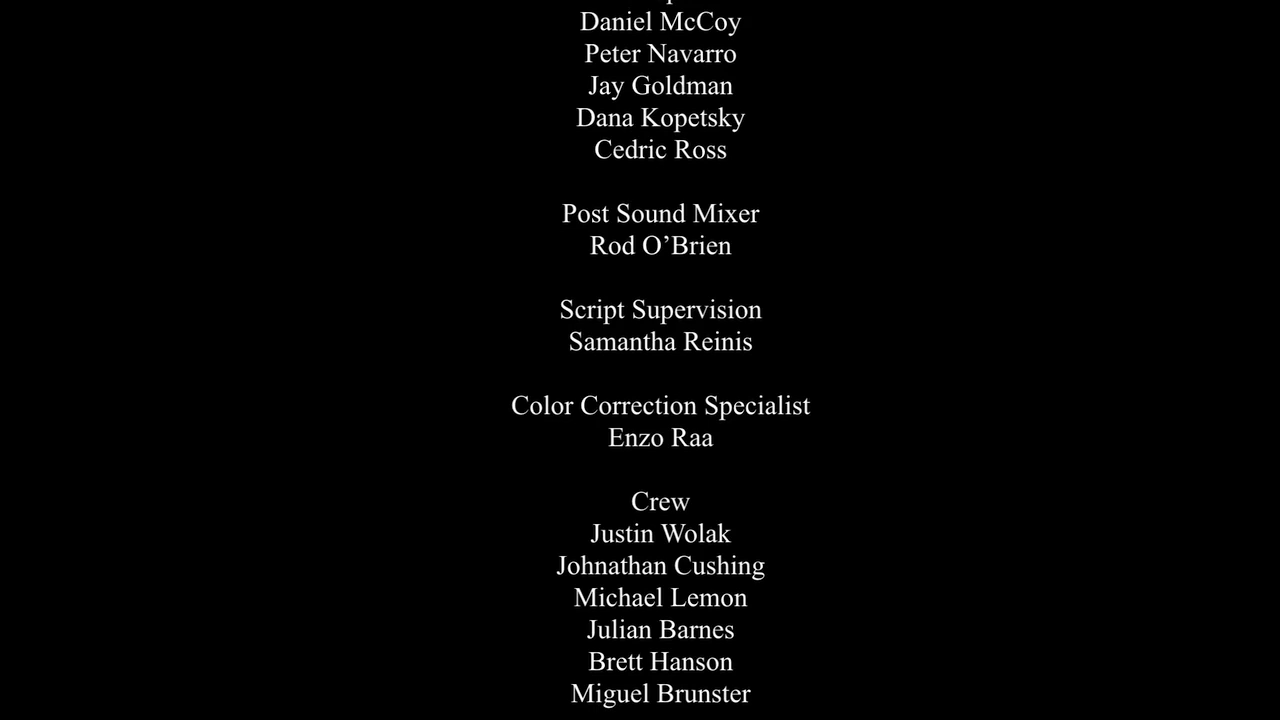 Daniel McCoy
Peter Navarro
Jay Goldman
Dana Kopetsky
Cedric Ross
Post Sound Mixer
Rod O’Brien
Script Supervision
Samantha Reinis
Color Correction Specialist
Enzo Raa
Crew
Justin Wolak
Johnathan Cushing
Michael Lemon
Julian Barnes
Brett Hanson
Miguel Brunster